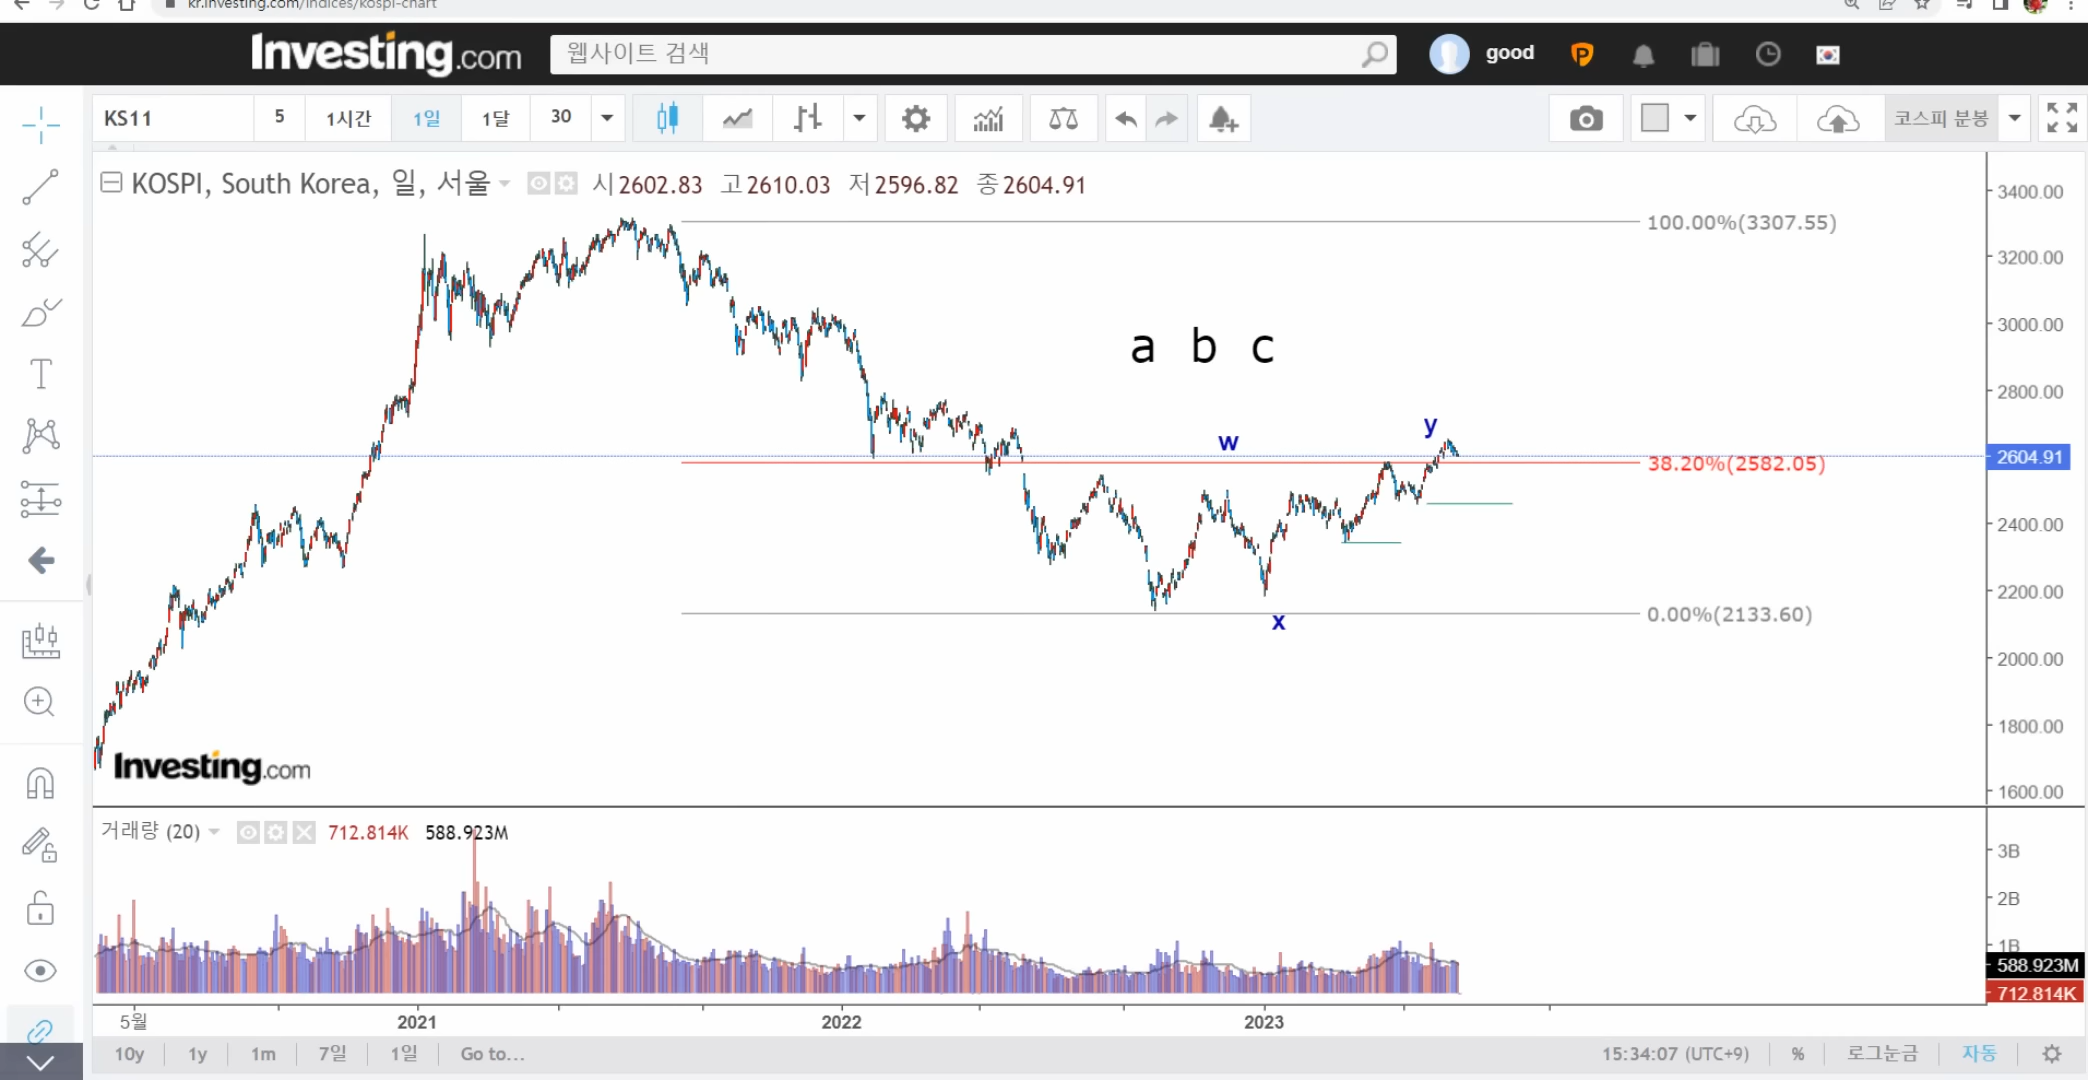 kr.investing.com/indices/kospi-chart
Investing.com
웹사이트 검색
good
P
KS11
5
1시간
1일
1달
30
코스피 분봉
KOSPI, South Korea, 일, 서울
시2602.83 고2610.03 저2596.82 종2604.91
3400.00
100.00%(3307.55)
3200.00
3000.00
a b c
2800.00
y
w
2604.91
38.20%(2582.05)
2400.00
2200.00
0.00%(2133.60)
x
2000.00
1800.00
Investing.com
1600.00
거래량 (20)
712.814K 588.923M
3B
2B
1B
588.923M
712.814K
5월
2021
2022
2023
10y 1y 1m 7일 1일 Go to...
15:34:07 (UTC+9) % 로그눈금 자동
T